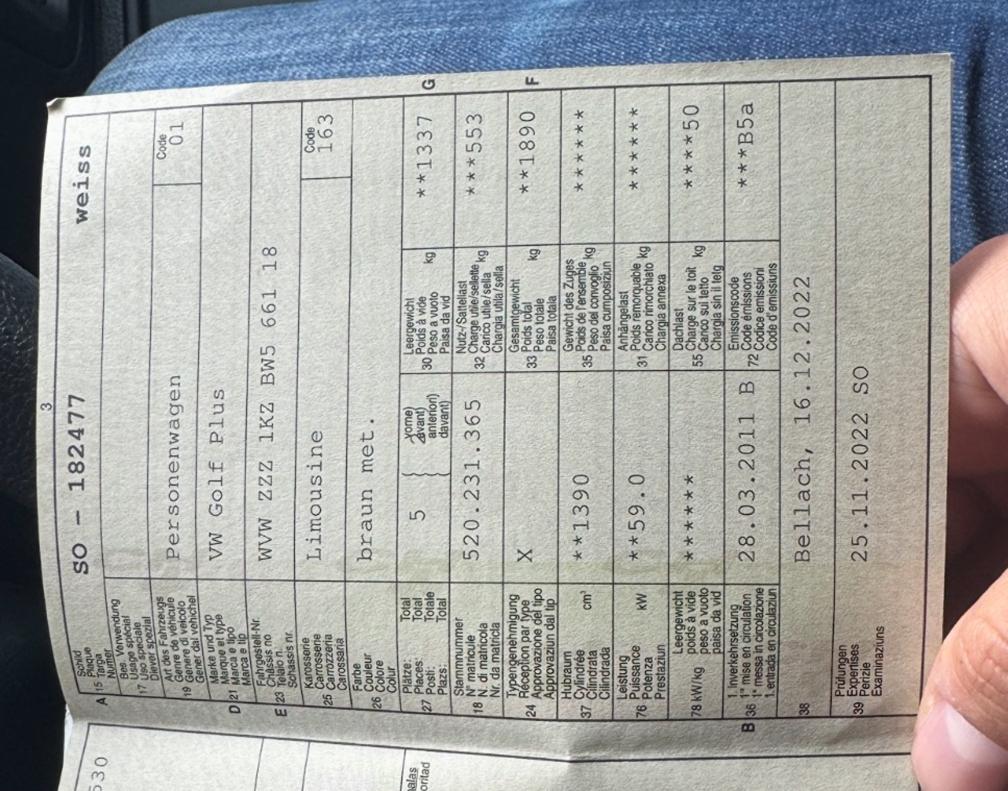 3
A 15 Schild
Plaque
Targa
Numer
SO – 182477 weiss
17 Bes. Verwendung
Usage spécial
Uso speciale
Diever spezial
19 Art des Fahrzeugs
Genre de véhicule
Genere di veicolo
Gener dal vehichel
Personenwagen
Code
01
D 21 Marke und Typ
Marque et type
Marca e tipo
Marca e tip
VW Golf Plus
E 23 Fahrgestell-Nr.
Châssis no
Telaio n.
Schassis nr.
WVW ZZZ 1KZ BW5 661 18
25 Karosserie
Carrosserie
Carrozzeria
Carossaria
Limousine
Code
163
26 Farbe
Couleur
Colore
Colur
braun met.
27 Plätze: Total
Places: Total
Posti: Totale
Plazs: Total
5
vorne)
avant)
anteriori)
davant)
30 Leergewicht
Poids à vide
Peso a vuoto
Paisa da vid
kg
**1337
G
18 Stammnummer
N° matricule
N. di matricola
Nr. da matricla
520.231.365
32 Nutz-/Sattellast
Charge utile/sellette
Carico utile/sella
Chargia utila/sella
kg
***553
24 Typengenehmigung
Réception par type
Approvazione del tipo
Approvaziun dal tip
X
33 Gesamtgewicht
Poids total
Peso totale
Paisa totala
kg
**1890
F
37 Hubraum
Cylindrée
Cilindrata
Cilindrada
cm³
**1390
35 Gewicht des Zuges
Poids de l'ensemble
Peso del convoglio
Paisa cumposiziun
kg
******
76 Leistung
Puissance
Potenza
Prestaziun
kW
**59.0
31 Anhängelast
Poids remorquable
Carico rimorchiato
Chargia annexa
kg
******
78 kW/kg Leergewicht
poids à vide
peso a vuoto
paisa da vid
*******
55 Dachlast
Charge sur le toit
Carico sul tetto
Chargia sin il tetg
kg
*****50
B 36 1. Inverkehrsetzung
1re mise en circulation
1a messa in circolazione
1. entrada en circulaziun
28.03.2011 B
72 Emissionscode
Code émissions
Codice emissioni
Code d'emissiuns
***B5a
38 Bellach, 16.12.2022
39 Prüfungen
Expertises
Perizie
Examinaziuns
25.11.2022 SO
530